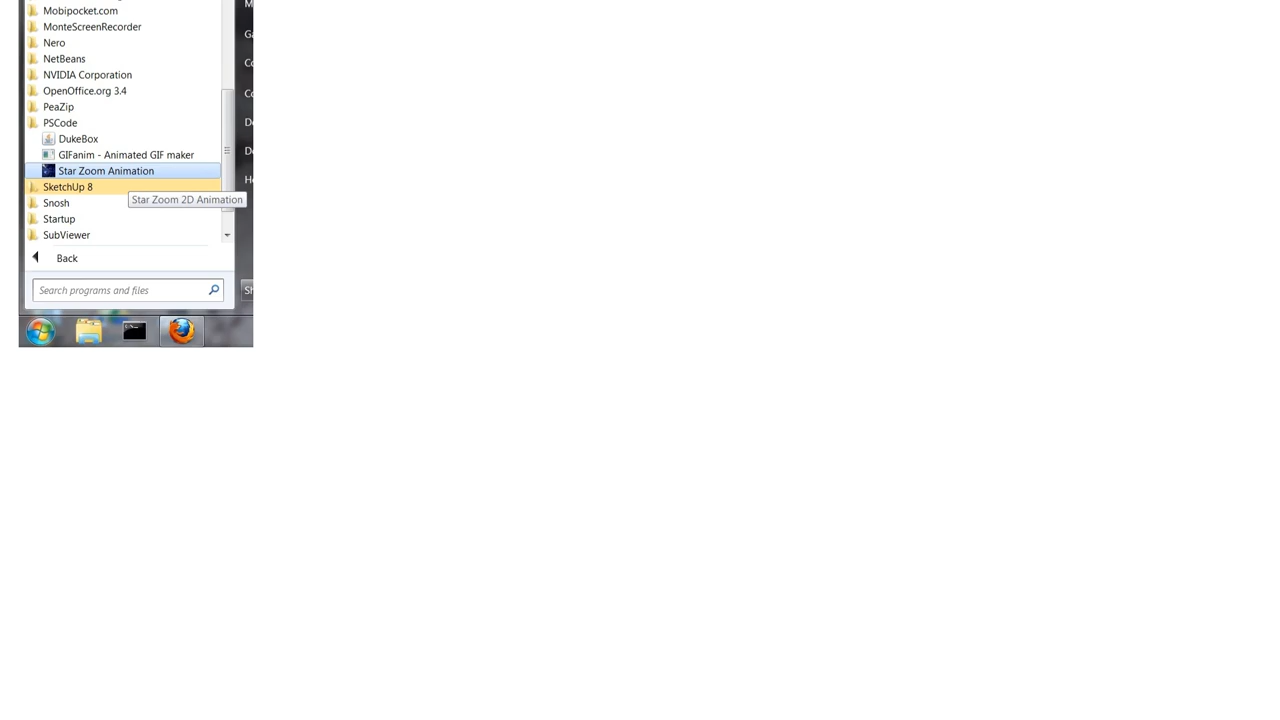 Mobipocket.com
MonteScreenRecorder
Nero
NetBeans
NVIDIA Corporation
OpenOffice.org 3.4
PeaZip
PSCode
DukeBox
GIFanim - Animated GIF maker
Star Zoom Animation
SketchUp 8
Star Zoom 2D Animation
Snosh
Startup
SubViewer
Back
Search programs and files